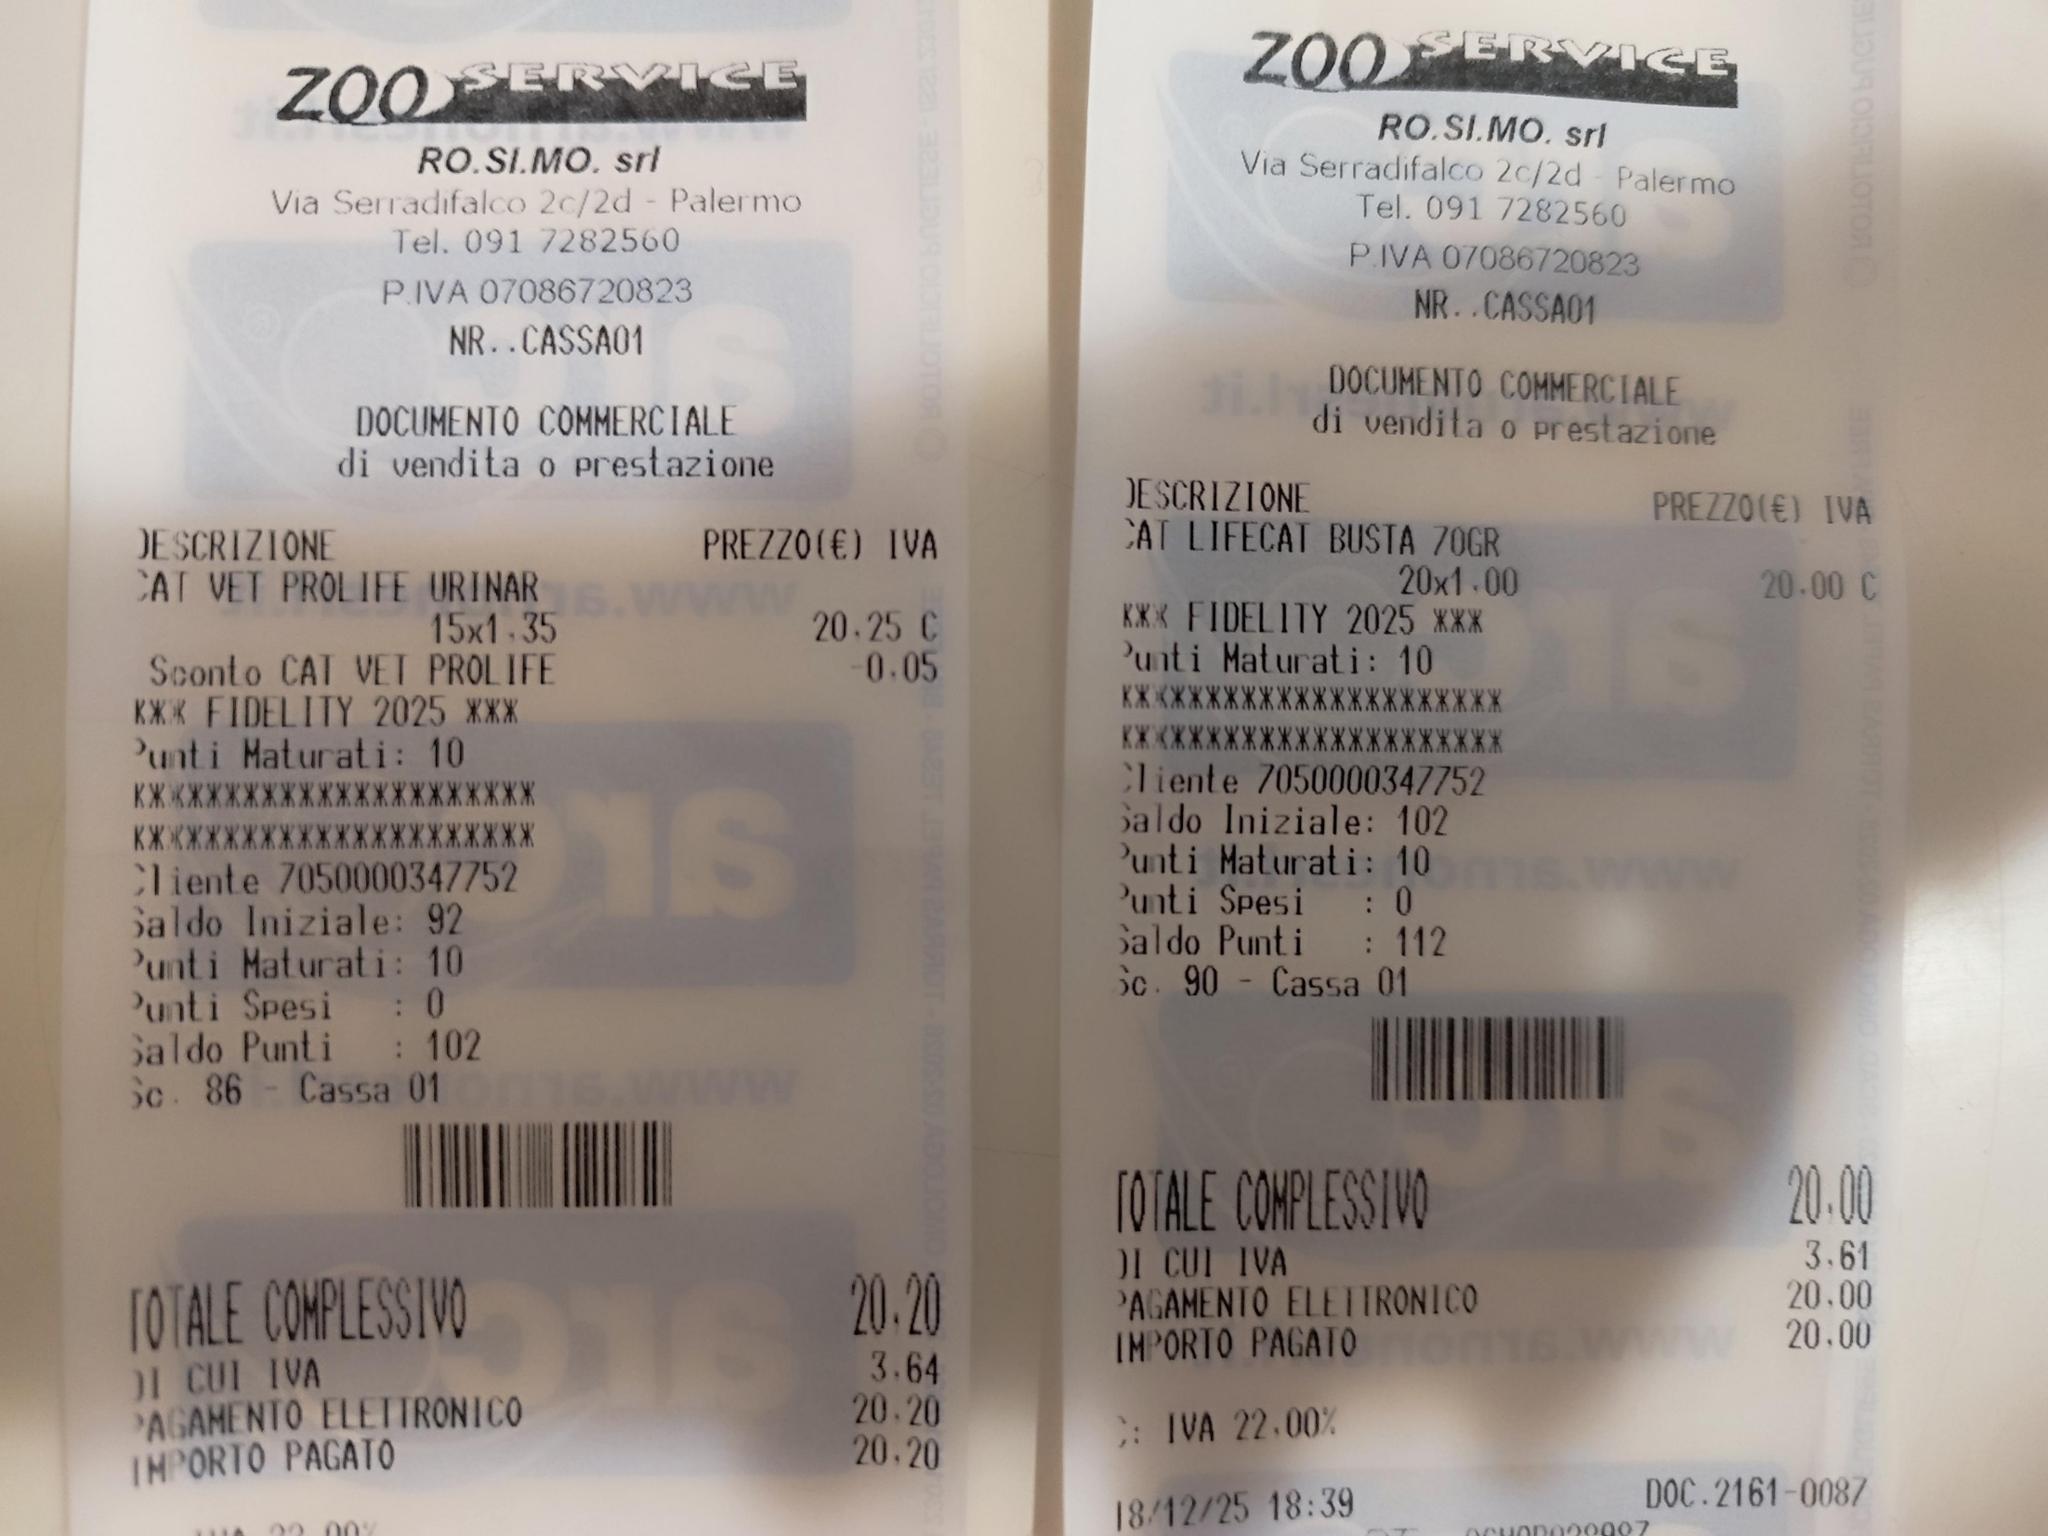 ZOO SERVICE
RO.SI.MO. srl
Via Serradifalco 2c/2d - Palermo
Tel. 091 7282560
P.IVA 07086720823
NR..CASSA01
DOCUMENTO COMMERCIALE
di vendita o prestazione
DESCRIZIONE PREZZO(€) IVA
CAT VET PROLIFE URINAR
15x1.35 20.25 C
Sconto CAT VET PROLIFE -0.05
*** FIDELITY 2025 ***
Punti Maturati: 10
**********************
**********************
Cliente 7050000347752
Saldo Iniziale: 92
Punti Maturati: 10
Punti Spesi : 0
Saldo Punti : 102
Sc. 86 - Cassa 01
TOTALE COMPLESSIVO 20.20
DI CUI IVA 3.64
PAGAMENTO ELETTRONICO 20.20
IMPORTO PAGATO 20.20
IVA 22.00%
ZOO SERVICE
RO.SI.MO. srl
Via Serradifalco 2c/2d - Palermo
Tel. 091 7282560
P.IVA 07086720823
NR..CASSA01
DOCUMENTO COMMERCIALE
di vendita o prestazione
DESCRIZIONE PREZZO(€) IVA
CAT LIFECAT BUSTA 70GR
20x1.00 20.00 C
*** FIDELITY 2025 ***
Punti Maturati: 10
**********************
**********************
Cliente 7050000347752
Saldo Iniziale: 102
Punti Maturati: 10
Punti Spesi : 0
Saldo Punti : 112
Sc. 90 - Cassa 01
TOTALE COMPLESSIVO 20.00
DI CUI IVA 3.61
PAGAMENTO ELETTRONICO 20.00
IMPORTO PAGATO 20.00
C: IVA 22.00%
18/12/25 18:39 DOC.2161-0087